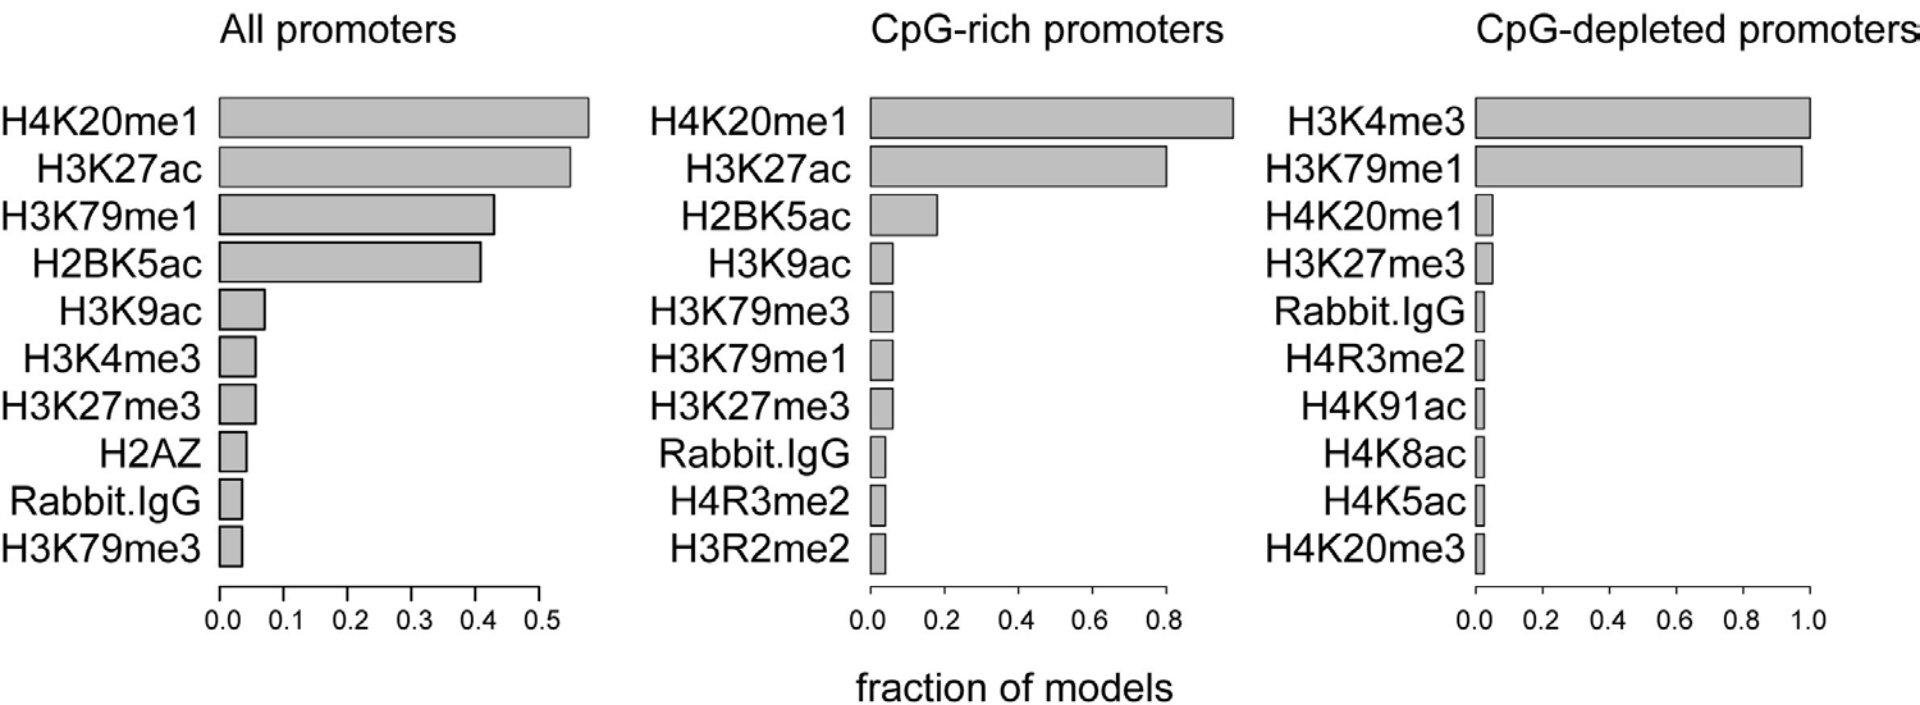 All promoters
H4K20me1
H3K27ac
H3K79me1
H2BK5ac
H3K9ac
H3K4me3
H3K27me3
H2AZ
Rabbit.IgG
H3K79me3
0.0 0.1 0.2 0.3 0.4 0.5
CpG-rich promoters
H4K20me1
H3K27ac
H2BK5ac
H3K9ac
H3K79me3
H3K79me1
H3K27me3
Rabbit.IgG
H4R3me2
H3R2me2
0.0 0.2 0.4 0.6 0.8
CpG-depleted promoters
H3K4me3
H3K79me1
H4K20me1
H3K27me3
Rabbit.IgG
H4R3me2
H4K91ac
H4K8ac
H4K5ac
H4K20me3
0.0 0.2 0.4 0.6 0.8 1.0
fraction of models